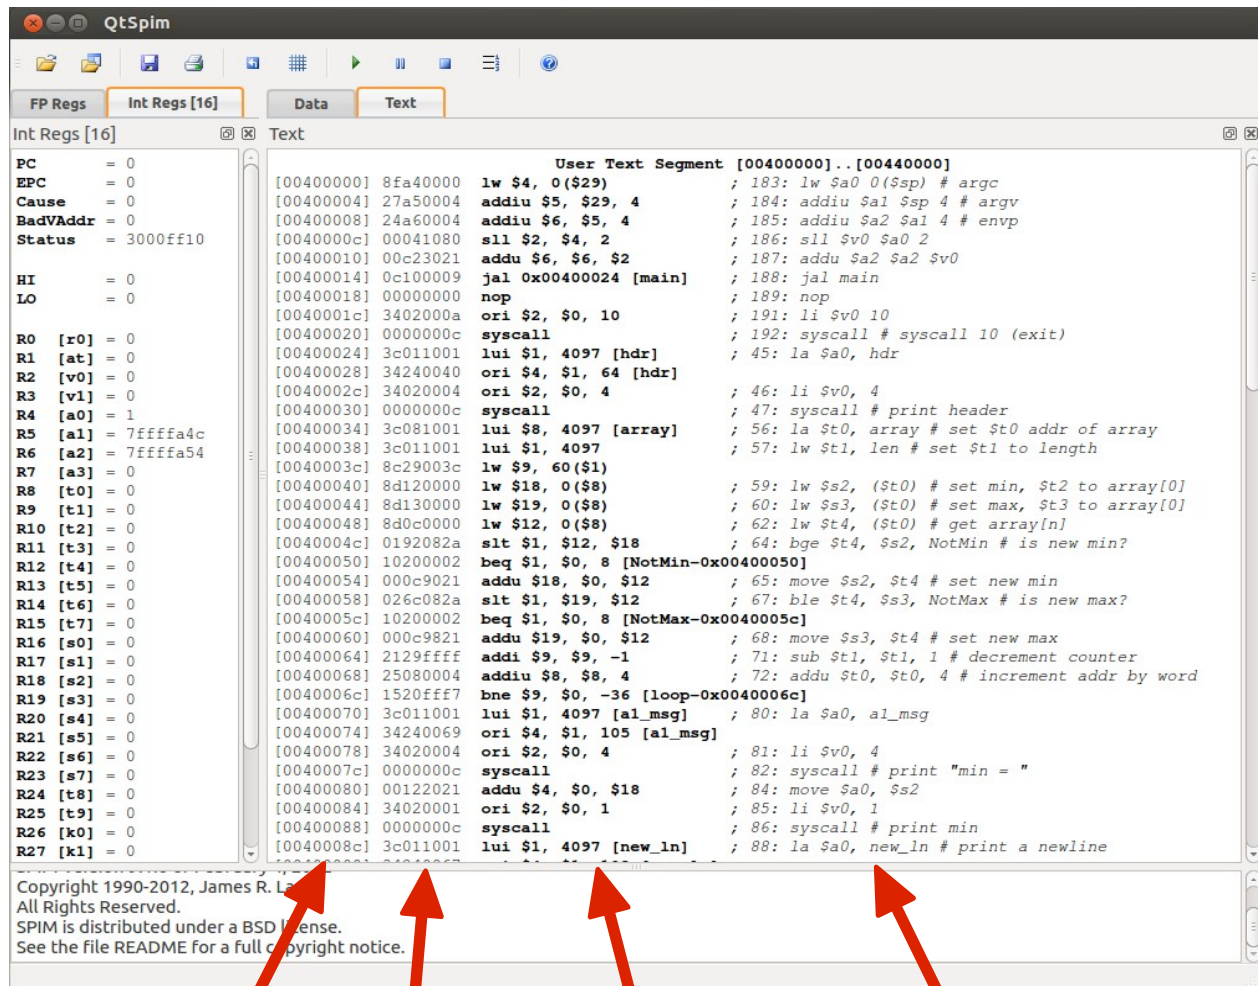 QtSpim
FP Regs
Int Regs [16]
Data
Text
Int Regs [16]
Text
PC = 0
EPC = 0
Cause = 0
BadVAddr = 0
Status = 3000ff10
HI = 0
LO = 0
R0 [r0] = 0
R1 [at] = 0
R2 [v0] = 0
R3 [v1] = 0
R4 [a0] = 1
R5 [a1] = 7ffffa4c
R6 [a2] = 7ffffa54
R7 [a3] = 0
R8 [t0] = 0
R9 [t1] = 0
R10 [t2] = 0
R11 [t3] = 0
R12 [t4] = 0
R13 [t5] = 0
R14 [t6] = 0
R15 [t7] = 0
R16 [s0] = 0
R17 [s1] = 0
R18 [s2] = 0
R19 [s3] = 0
R20 [s4] = 0
R21 [s5] = 0
R22 [s6] = 0
R23 [s7] = 0
R24 [t8] = 0
R25 [t9] = 0
R26 [k0] = 0
R27 [k1] = 0
User Text Segment [00400000]..[00440000]
[00400000] 8fa40000 lw $4, 0($29) ; 183: lw $a0 0($sp) # argc
[00400004] 27a50004 addiu $5, $29, 4 ; 184: addiu $a1 $sp 4 # argv
[00400008] 24a60004 addiu $6, $5, 4 ; 185: addiu $a2 $a1 4 # envp
[0040000c] 00041080 sll $2, $4, 2 ; 186: sll $v0 $a0 2
[00400010] 00c23021 addu $6, $6, $2 ; 187: addu $a2 $a2 $v0
[00400014] 0c100009 jal 0x00400024 [main] ; 188: jal main
[00400018] 00000000 nop ; 189: nop
[0040001c] 3402000a ori $2, $0, 10 ; 191: li $v0 10
[00400020] 0000000c syscall ; 192: syscall # syscall 10 (exit)
[00400024] 3c011001 lui $1, 4097 [hdr] ; 45: la $a0, hdr
[00400028] 34240040 ori $4, $1, 64 [hdr]
[0040002c] 34020004 ori $2, $0, 4 ; 46: li $v0, 4
[00400030] 0000000c syscall ; 47: syscall # print header
[00400034] 3c081001 lui $8, 4097 [array] ; 56: la $t0, array # set $t0 addr of array
[00400038] 3c011001 lui $1, 4097 ; 57: lw $t1, len # set $t1 to length
[0040003c] 8c29003c lw $9, 60($1)
[00400040] 8d120000 lw $18, 0($8) ; 59: lw $s2, ($t0) # set min, $t2 to array[0]
[00400044] 8d130000 lw $19, 0($8) ; 60: lw $s3, ($t0) # set max, $t3 to array[0]
[00400048] 8d0c0000 lw $12, 0($8) ; 62: lw $t4, ($t0) # get array[n]
[0040004c] 0192082a slt $1, $12, $18 ; 64: bge $t4, $s2, NotMin # is new min?
[00400050] 10200002 beq $1, $0, 8 [NotMin-0x00400050]
[00400054] 000c9021 addu $18, $0, $12 ; 65: move $s2, $t4 # set new min
[00400058] 026c082a slt $1, $19, $12 ; 67: ble $t4, $s3, NotMax # is new max?
[0040005c] 10200002 beq $1, $0, 8 [NotMax-0x0040005c]
[00400060] 000c9821 addu $19, $0, $12 ; 68: move $s3, $t4 # set new max
[00400064] 2129ffff addi $9, $9, -1 ; 71: sub $t1, $t1, 1 # decrement counter
[00400068] 25080004 addiu $8, $8, 4 ; 72: addu $t0, $t0, 4 # increment addr by word
[0040006c] 1520fff7 bne $9, $0, -36 [loop-0x0040006c]
[00400070] 3c011001 lui $1, 4097 [a1_msg] ; 80: la $a0, a1_msg
[00400074] 34240069 ori $4, $1, 105 [a1_msg]
[00400078] 34020004 ori $2, $0, 4 ; 81: li $v0, 4
[0040007c] 0000000c syscall ; 82: syscall # print "min = "
[00400080] 00122021 addu $4, $0, $18 ; 84: move $a0, $s2
[00400084] 34020001 ori $2, $0, 1 ; 85: li $v0, 1
[00400088] 0000000c syscall ; 86: syscall # print min
[0040008c] 3c011001 lui $1, 4097 [new_ln] ; 88: la $a0, new_ln # print a newline
Copyright 1990-2012, James R. La
All Rights Reserved.
SPIM is distributed under a BSD license.
See the file README for a full copyright notice.